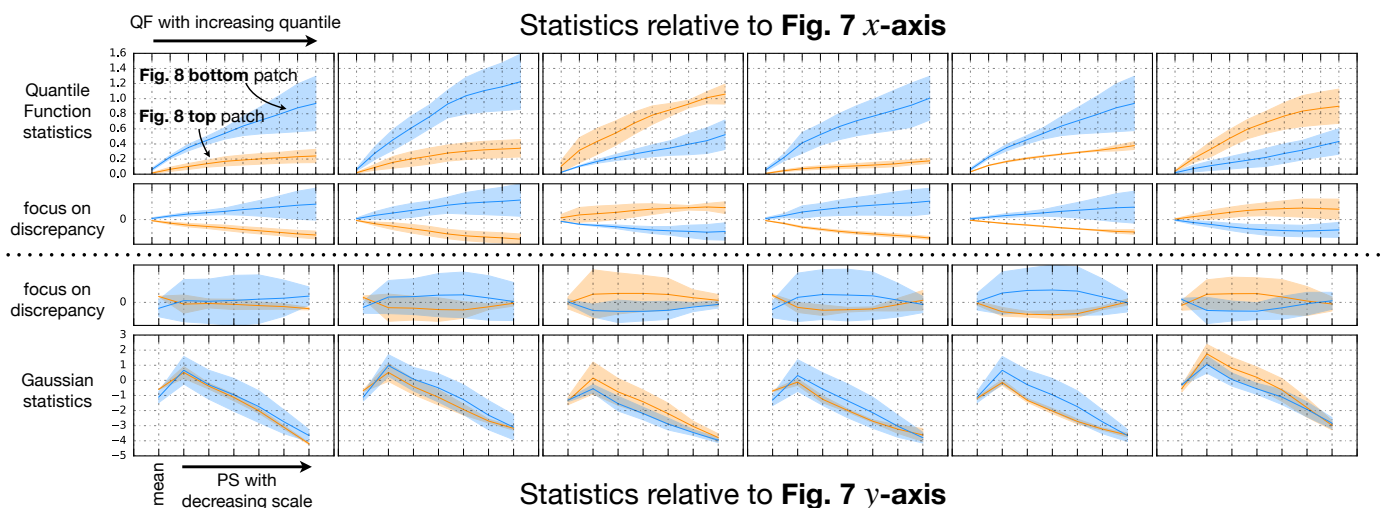 QF with increasing quantile
Statistics relative to Fig. 7 x-axis
Quantile
Function
statistics
1.6
1.4
1.2
1.0
0.8
0.6
0.4
0.2
0.0
Fig. 8 bottom patch
Fig. 8 top patch
focus on
discrepancy
0
focus on
discrepancy
0
Gaussian
statistics
3
2
1
0
−1
−2
−3
−4
−5
mean
PS with
decreasing scale
Statistics relative to Fig. 7 y-axis